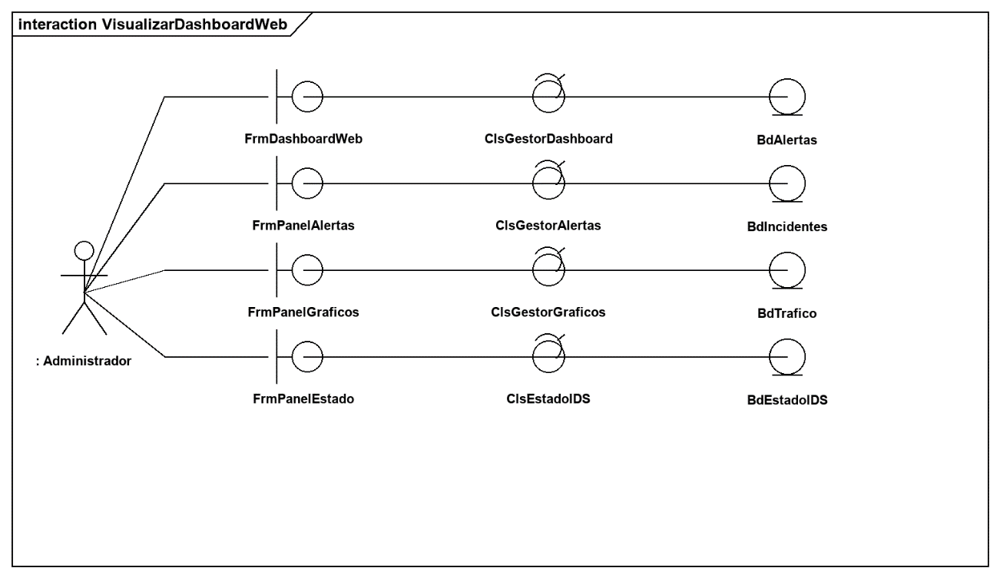 interaction VisualizarDashboardWeb
FrmDashboardWeb
ClsGestorDashboard
BdAlertas
FrmPanelAlertas
ClsGestorAlertas
BdIncidentes
FrmPanelGraficos
ClsGestorGraficos
BdTrafico
: Administrador
FrmPanelEstado
ClsEstadoIDS
BdEstadoIDS